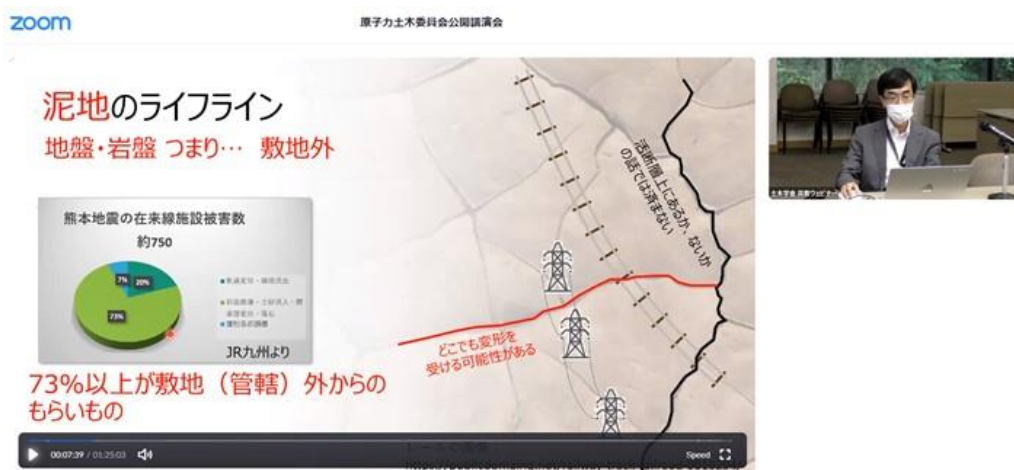 zoom
原子力土木委員会公開講演会
泥地のライフライン
地盤・岩盤 つまり… 敷地外
熊本地震の在来線施設被害数
約750
7%
20%
73%
JR九州より
73%以上が敷地（管轄）外からの
もらいもの
活断層上にあるか、ないか
の話では済まない
どこでも変形を
受ける可能性がある
00:07:39 / 01:25:03
Speed